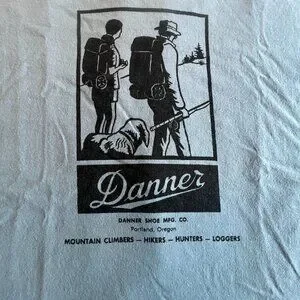 Danner
DANNER SHOE MFG. CO.
Portland, Oregon
MOUNTAIN CLIMBERS — HIKERS — HUNTERS — LOGGERS